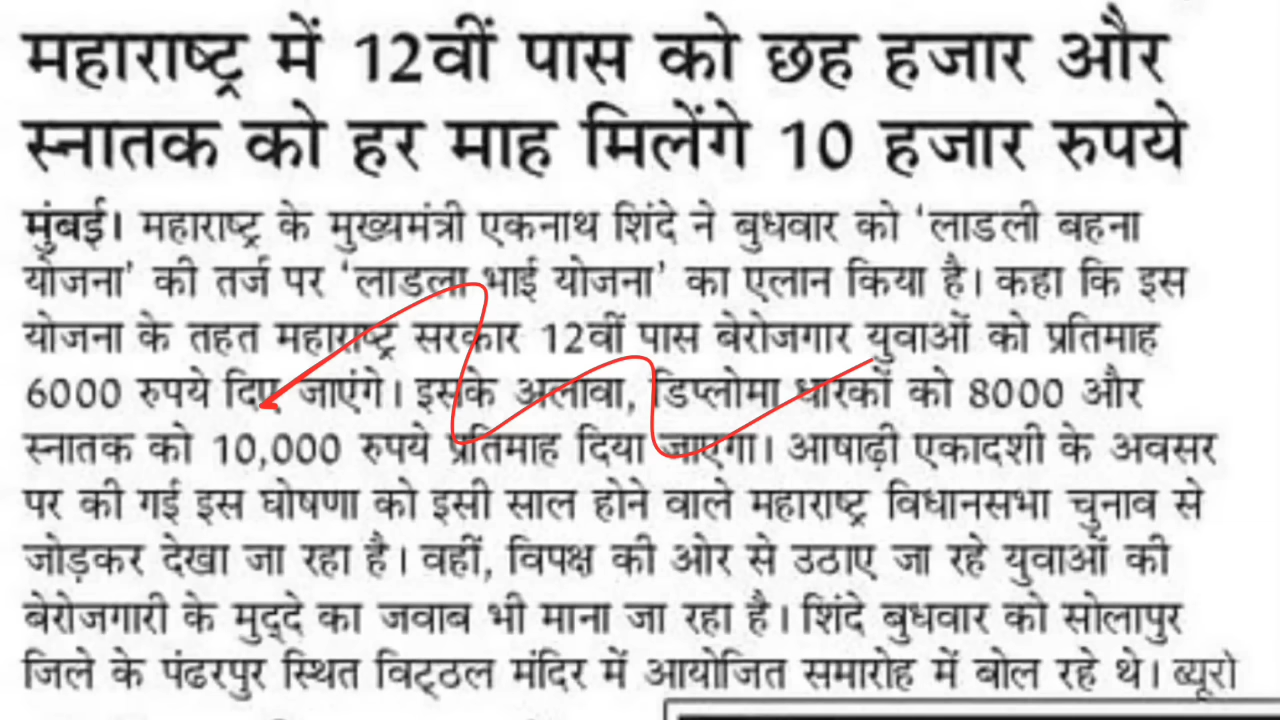 महाराष्ट्र में 12वीं पास को छह हजार और
स्नातक को हर माह मिलेंगे 10 हजार रुपये
मुंबई। महाराष्ट्र के मुख्यमंत्री एकनाथ शिंदे ने बुधवार को ‘लाडली बहना
योजना’ की तर्ज पर ‘लाडला भाई योजना’ का एलान किया है। कहा कि इस
योजना के तहत महाराष्ट्र सरकार 12वीं पास बेरोजगार युवाओं को प्रतिमाह
6000 रुपये दिए जाएंगे। इसके अलावा, डिप्लोमा धारकों को 8000 और
स्नातक को 10,000 रुपये प्रतिमाह दिया जाएगा। आषाढ़ी एकादशी के अवसर
पर की गई इस घोषणा को इसी साल होने वाले महाराष्ट्र विधानसभा चुनाव से
जोड़कर देखा जा रहा है। वहीं, विपक्ष की ओर से उठाए जा रहे युवाओं की
बेरोजगारी के मुद्दे का जवाब भी माना जा रहा है। शिंदे बुधवार को सोलापुर
जिले के पंढरपुर स्थित विट्ठल मंदिर में आयोजित समारोह में बोल रहे थे। ब्यूरो